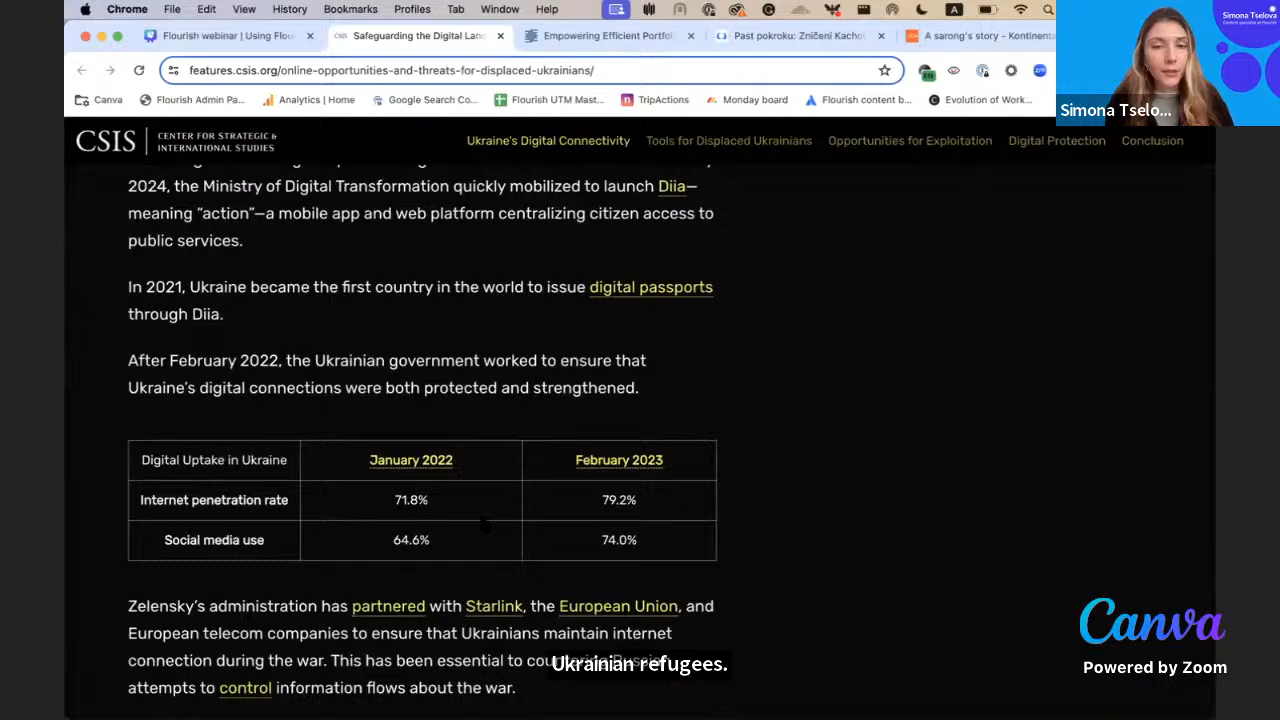 Chrome File Edit View History Bookmarks Profiles Tab Window Help
A
Simona Tselova
Flourish webinar | Using Flou
CSIS Safeguarding the Digital Lan
Empowering Efficient Portfol
Past pokroku: Zničení Kachov
A sarong's story - Kontinenta
features.csis.org/online-opportunities-and-threats-for-displaced-ukrainians/
EN
Canva
Flourish Admin Pa...
Analytics | Home
Google Search Co...
Flourish UTM Mast...
TripActions
Monday board
Flourish content b...
Evolution of Work...
Simona Tselo...
CSIS | CENTER FOR STRATEGIC &
INTERNATIONAL STUDIES
Ukraine's Digital Connectivity Tools for Displaced Ukrainians Opportunities for Exploitation Digital Protection Conclusion
2024, the Ministry of Digital Transformation quickly mobilized to launch Diia—
meaning “action”—a mobile app and web platform centralizing citizen access to
public services.
In 2021, Ukraine became the first country in the world to issue digital passports
through Diia.
After February 2022, the Ukrainian government worked to ensure that
Ukraine’s digital connections were both protected and strengthened.
Digital Uptake in Ukraine January 2022 February 2023
Internet penetration rate 71.8% 79.2%
Social media use 64.6% 74.0%
Zelensky’s administration has partnered with Starlink, the European Union, and
European telecom companies to ensure that Ukrainians maintain internet
connection during the war. This has been essential to
Ukrainian refugees.
attempts to control information flows about the war.
Canva
Powered by Zoom